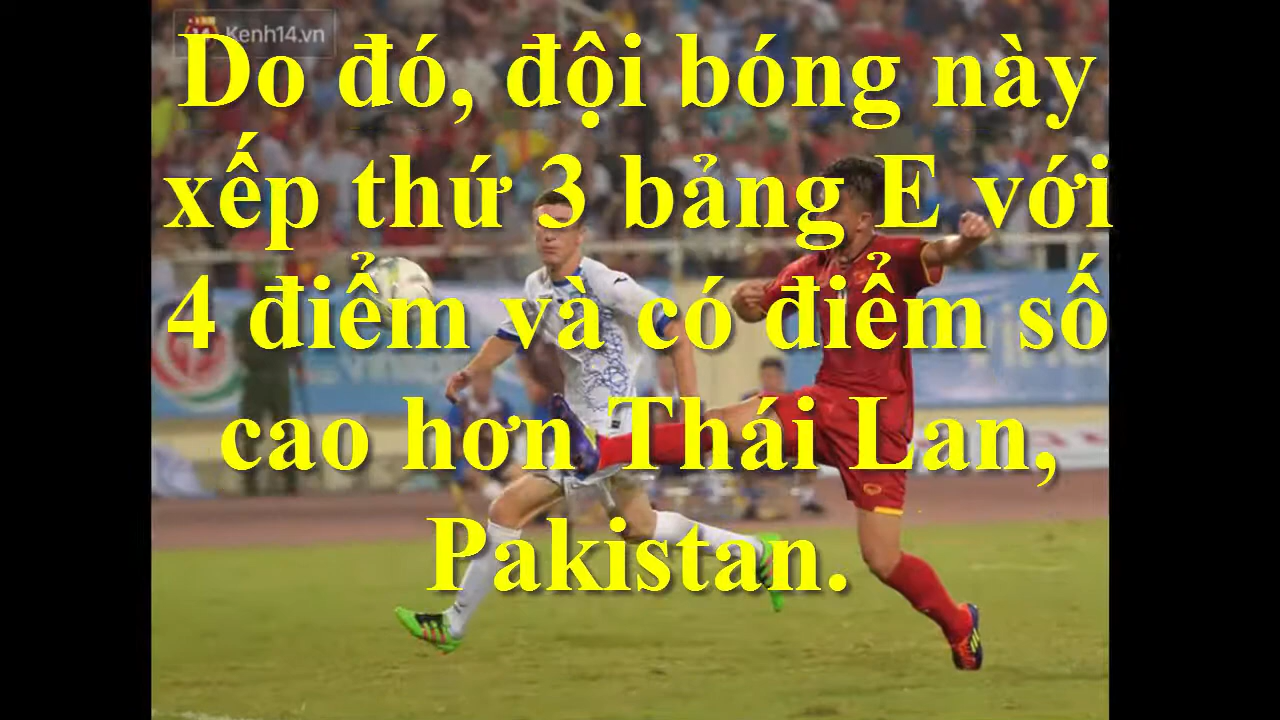 Kenh14.vn
Do đó, đội bóng này
xếp thứ 3 bảng E với
4 điểm và có điểm số
cao hơn Thái Lan,
Pakistan.